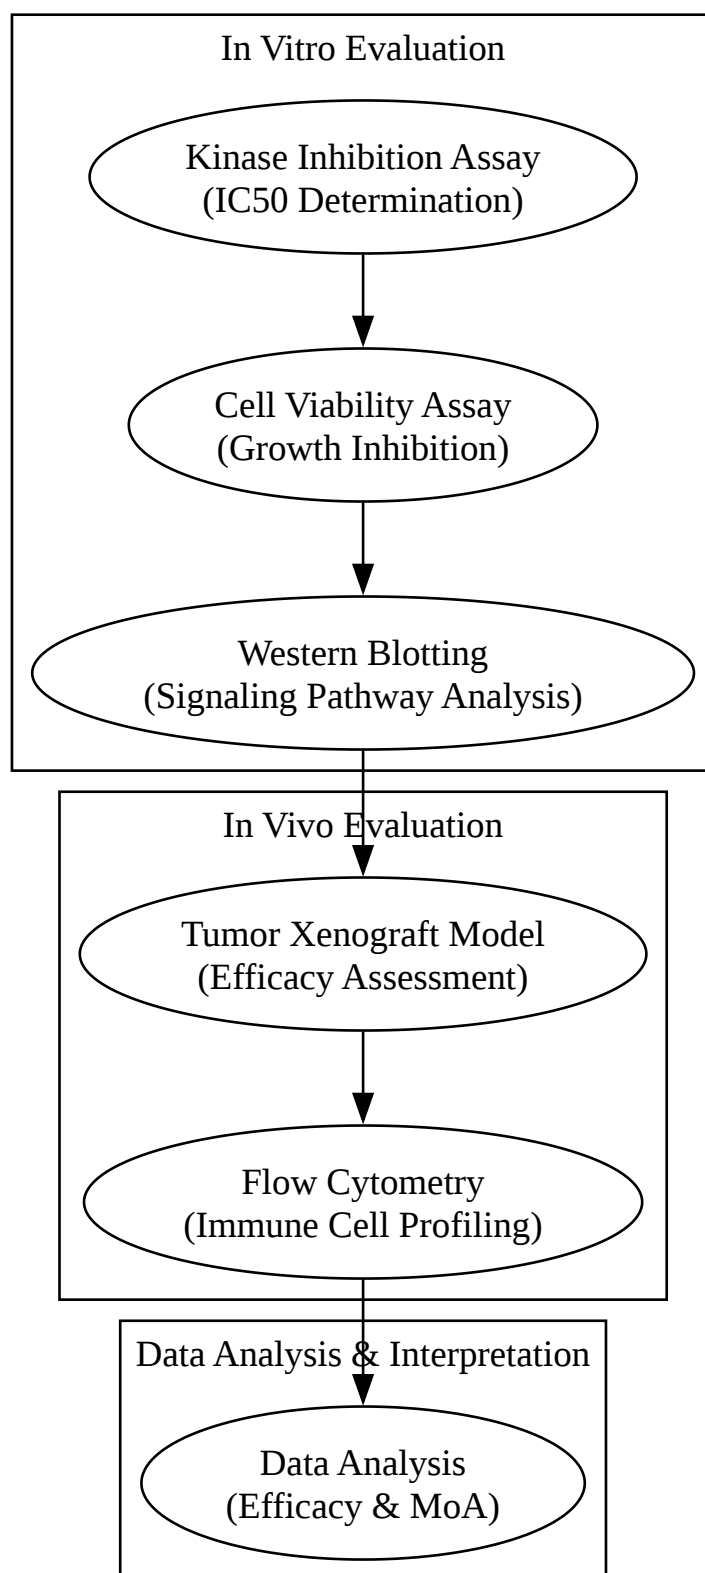 In Vitro Evaluation
Kinase Inhibition Assay
(IC50 Determination)
Cell Viability Assay
(Growth Inhibition)
Western Blotting
(Signaling Pathway Analysis)
In Vivo Evaluation
Tumor Xenograft Model
(Efficacy Assessment)
Flow Cytometry
(Immune Cell Profiling)
Data Analysis & Interpretation
Data Analysis
(Efficacy & MoA)